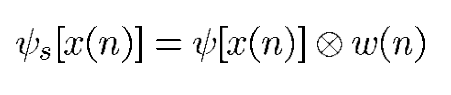 ψ_s[x(n)] = ψ[x(n)] ⊗ w(n)